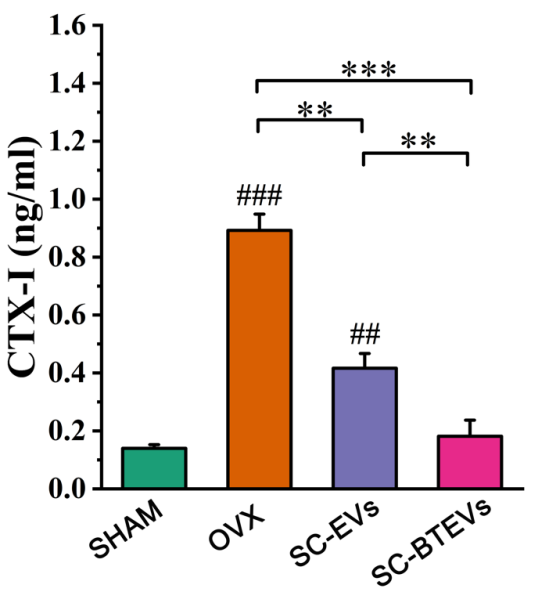 CTX-I (ng/ml)
1.6
1.4
1.2
1.0
0.8
0.6
0.4
0.2
0.0
***
**
**
###
##
SHAM
OVX
SC-EVs
SC-BTEVs